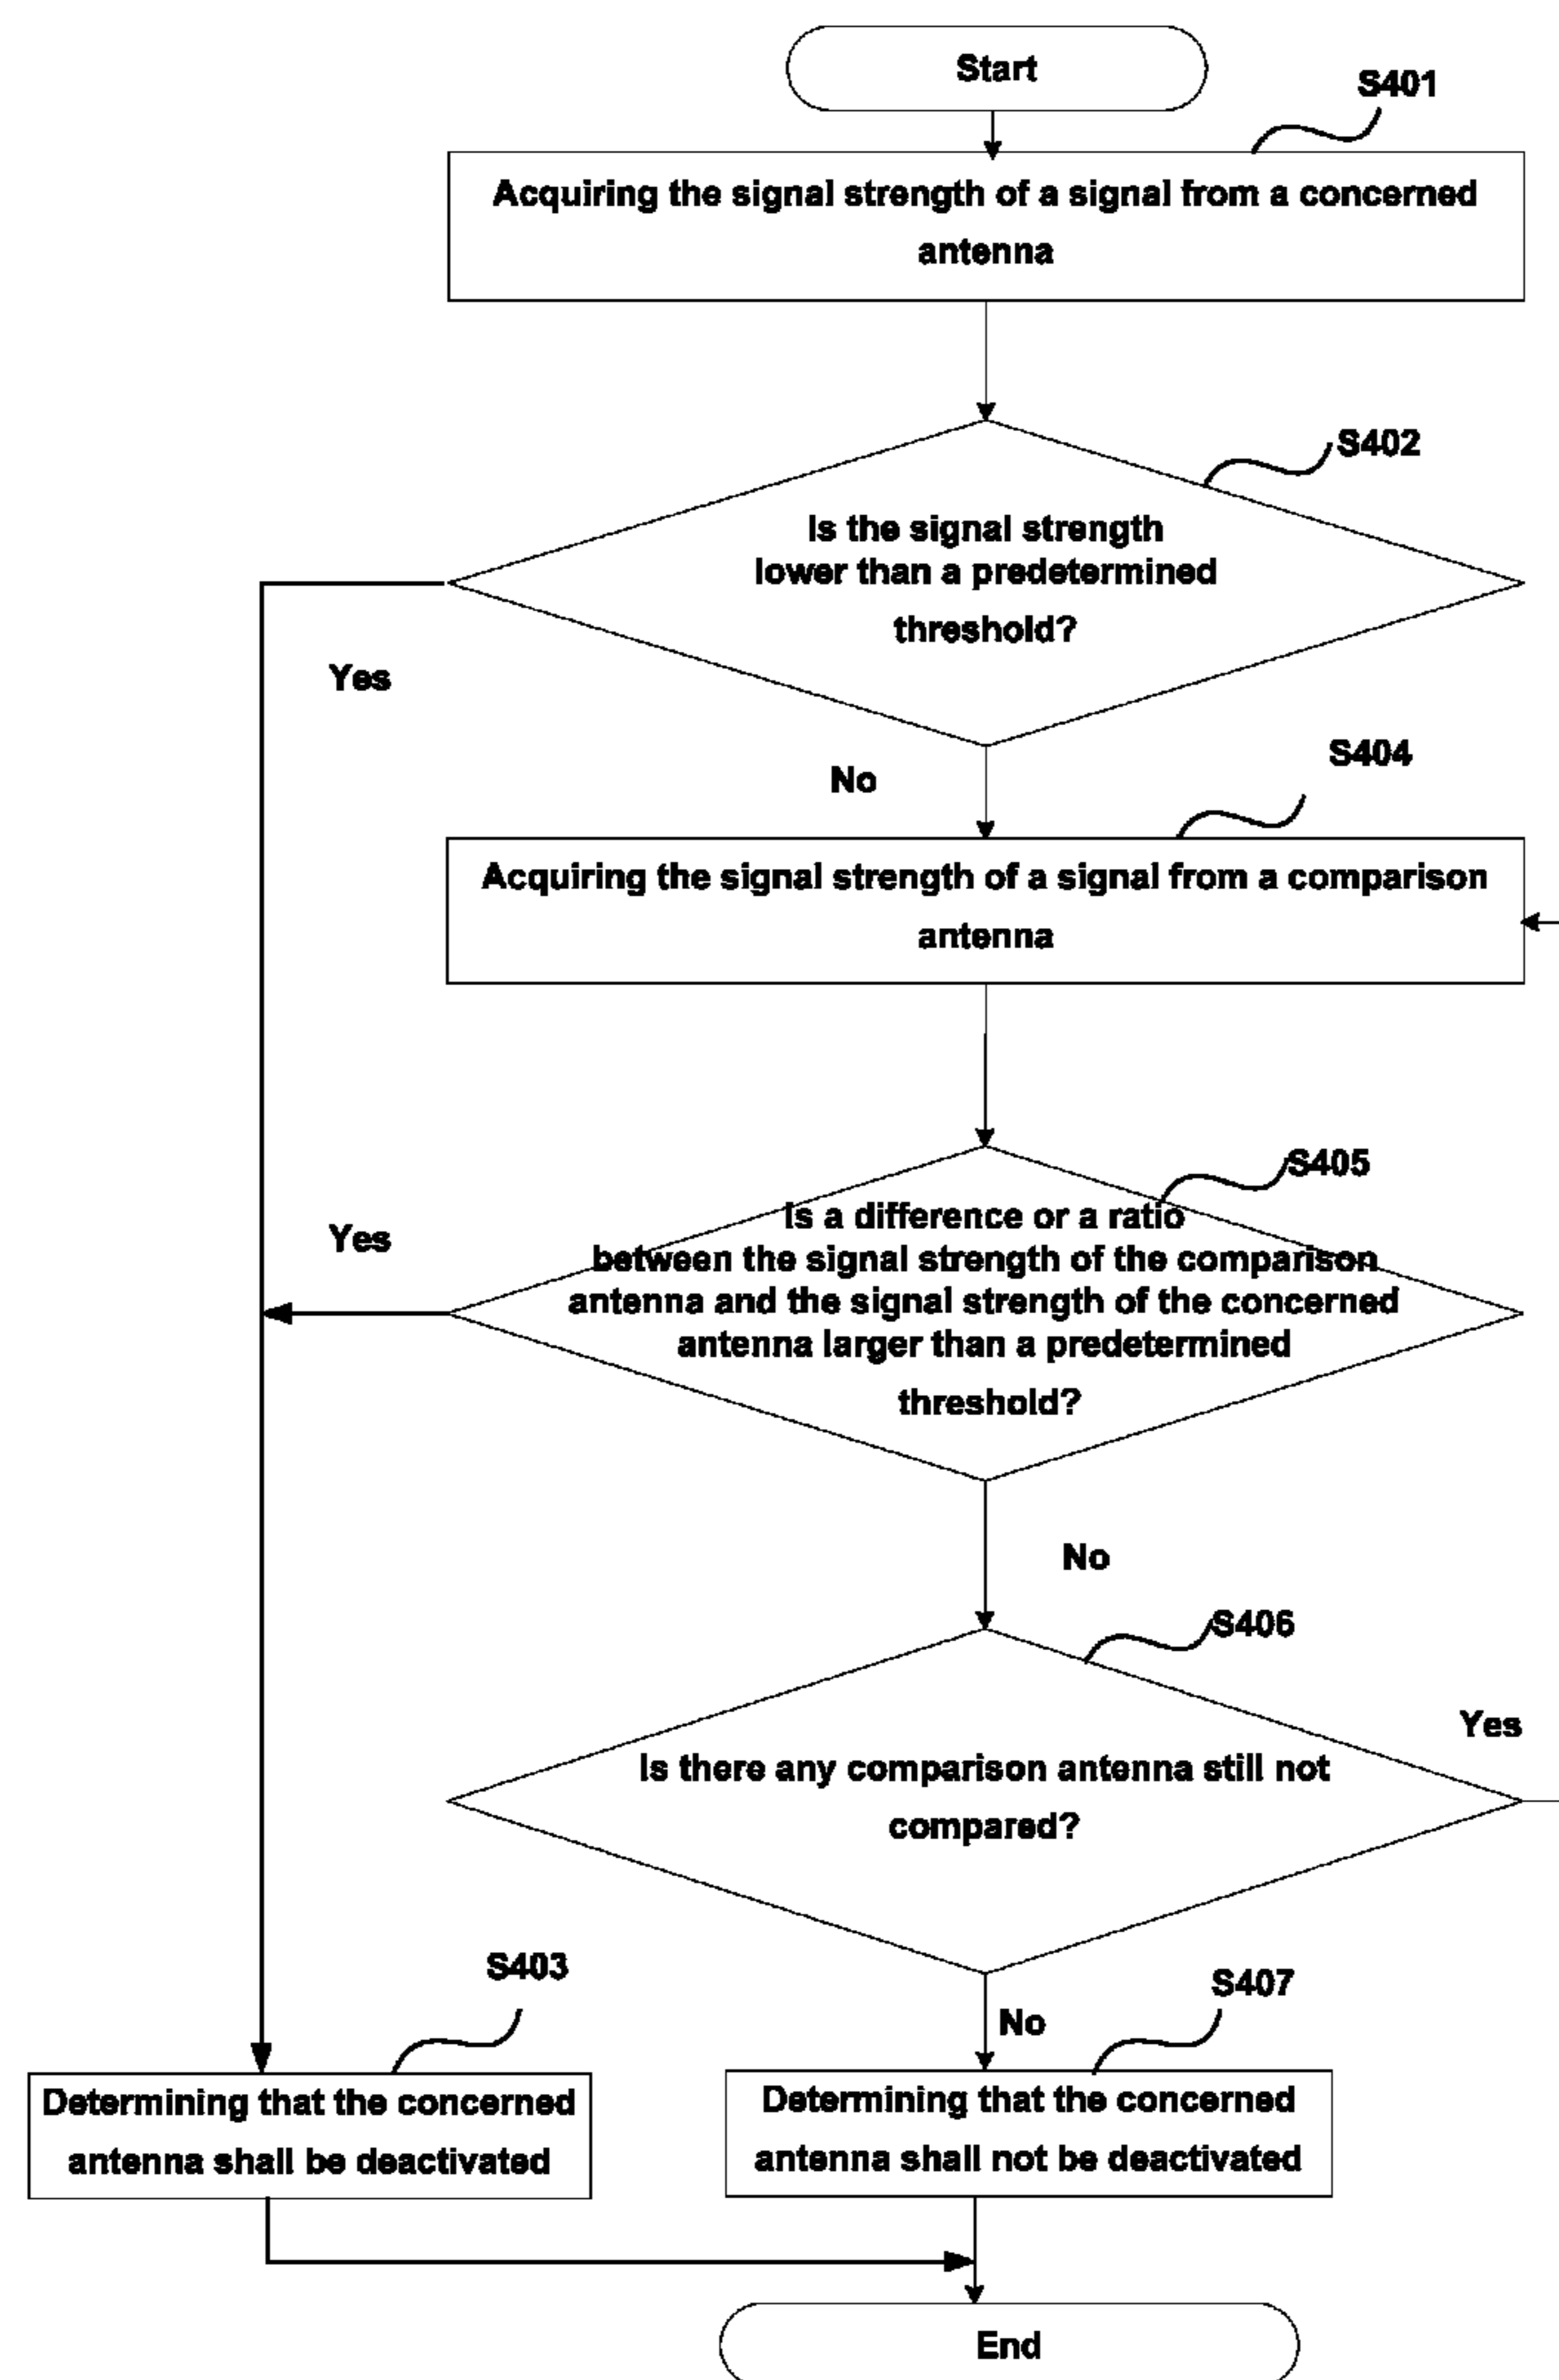 Start
S401
Acquiring the signal strength of a signal from a concerned
antenna
S402
Is the signal strength
lower than a predetermined
threshold?
Yes
No
S404
Acquiring the signal strength of a signal from a comparison
antenna
S405
Is a difference or a ratio
between the signal strength of the comparison
antenna and the signal strength of the concerned
antenna larger than a predetermined
threshold?
Yes
No
S406
Is there any comparison antenna still not
compared?
Yes
No
S403
Determining that the concerned
antenna shall be deactivated
S407
Determining that the concerned
antenna shall not be deactivated
End